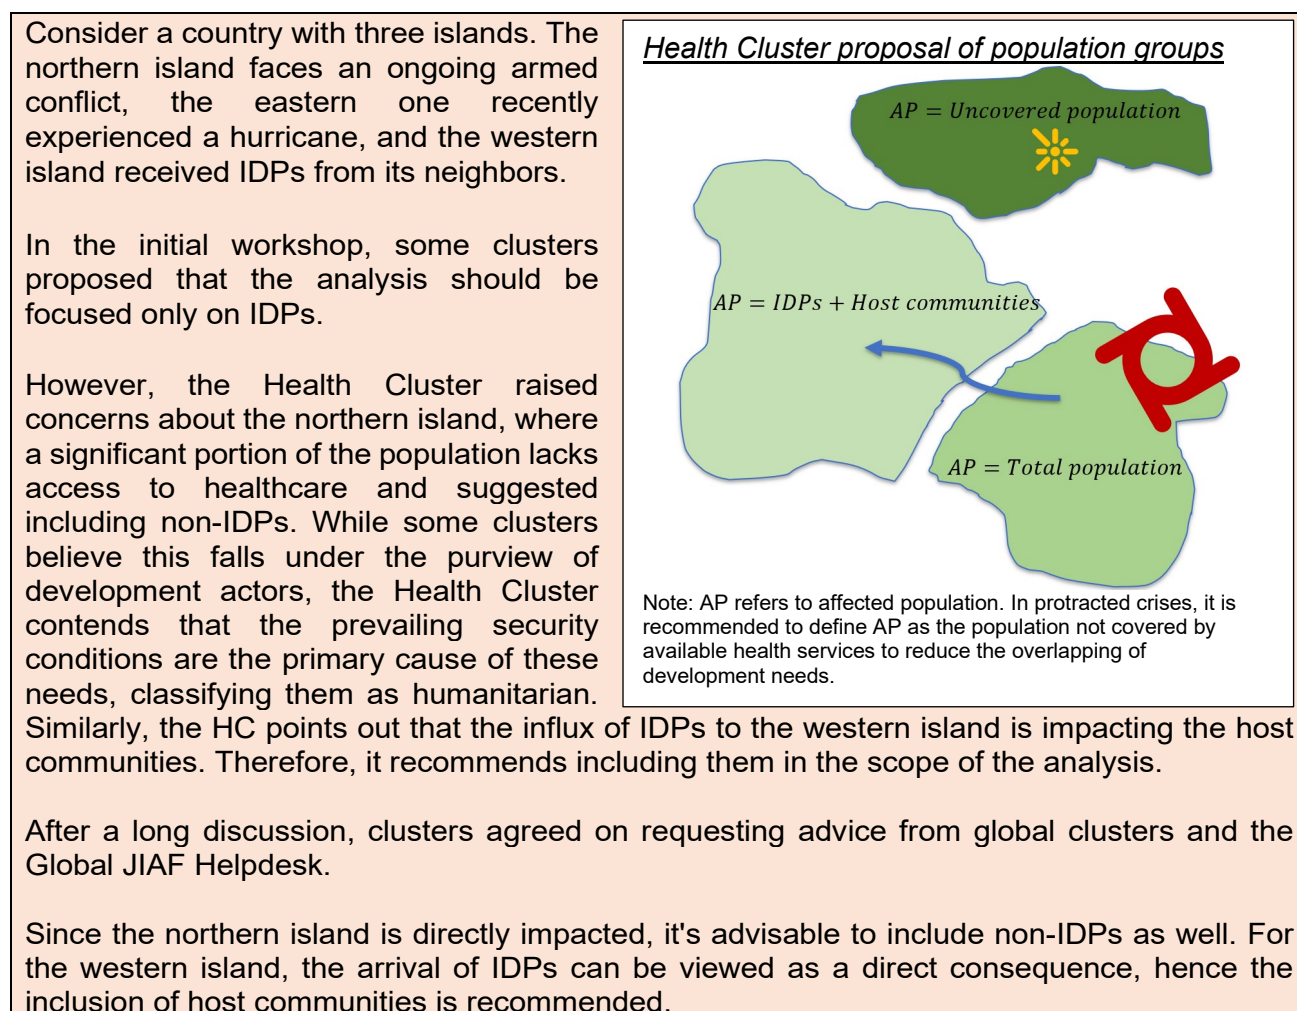 Consider a country with three islands. The
northern island faces an ongoing armed
conflict, the eastern one recently
experienced a hurricane, and the western
island received IDPs from its neighbors.
In the initial workshop, some clusters
proposed that the analysis should be
focused only on IDPs.
However, the Health Cluster raised
concerns about the northern island, where
a significant portion of the population lacks
access to healthcare and suggested
including non-IDPs. While some clusters
believe this falls under the purview of
development actors, the Health Cluster
contends that the prevailing security
conditions are the primary cause of these
needs, classifying them as humanitarian.
Health Cluster proposal of population groups
AP = Uncovered population
AP = IDPs + Host communities
AP = Total population
Note: AP refers to affected population. In protracted crises, it is
recommended to define AP as the population not covered by
available health services to reduce the overlapping of
development needs.
Similarly, the HC points out that the influx of IDPs to the western island is impacting the host
communities. Therefore, it recommends including them in the scope of the analysis.
After a long discussion, clusters agreed on requesting advice from global clusters and the
Global JIAF Helpdesk.
Since the northern island is directly impacted, it's advisable to include non-IDPs as well. For
the western island, the arrival of IDPs can be viewed as a direct consequence, hence the
inclusion of host communities is recommended.